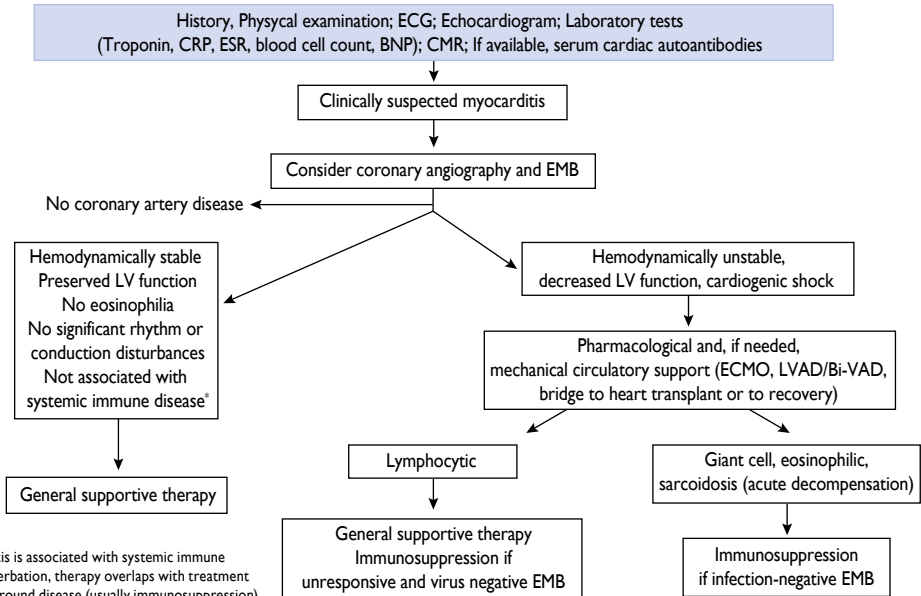 History, Physycal examination; ECG; Echocardiogram; Laboratory tests
(Troponin, CRP, ESR, blood cell count, BNP); CMR; If available, serum cardiac autoantibodies
Clinically suspected myocarditis
Consider coronary angiography and EMB
No coronary artery disease
Hemodynamically stable
Preserved LV function
No eosinophilia
No significant rhythm or
conduction disturbances
Not associated with
systemic immune disease*
General supportive therapy
Hemodynamically unstable,
decreased LV function, cardiogenic shock
Pharmacological and, if needed,
mechanical circulatory support (ECMO, LVAD/Bi-VAD,
bridge to heart transplant or to recovery)
Lymphocytic
General supportive therapy
Immunosuppression if
unresponsive and virus negative EMB
Giant cell, eosinophilic,
sarcoidosis (acute decompensation)
Immunosuppression
if infection-negative EMB
is associated with systemic immune
therapy overlaps with treatment
disease (usually immunosuppression)